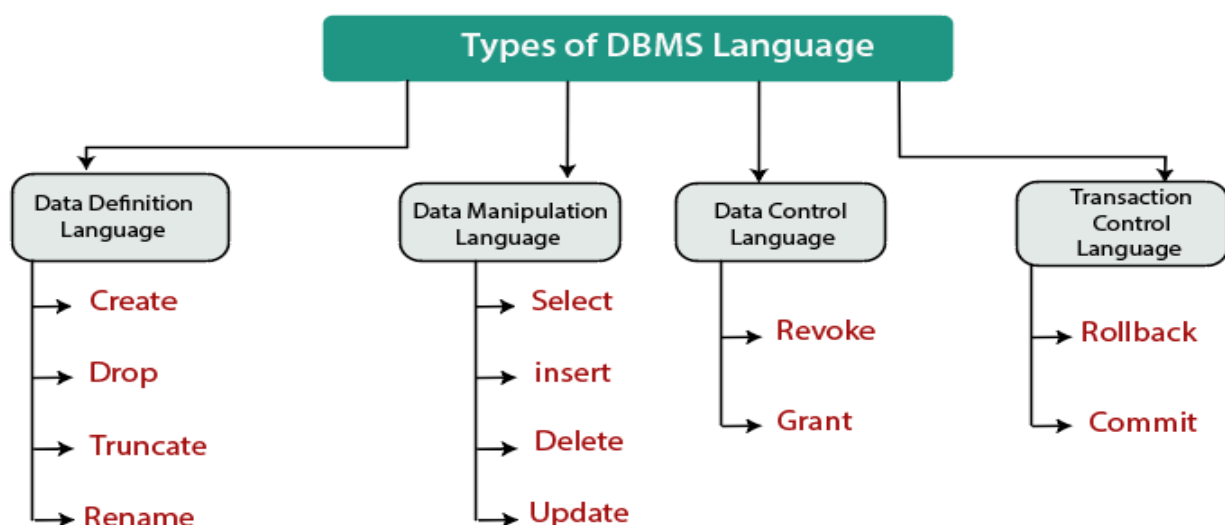 Types of DBMS Language
Data Definition
Language
Create
Drop
Truncate
Rename
Data Manipulation
Language
Select
insert
Delete
Update
Data Control
Language
Revoke
Grant
Transaction
Control
Language
Rollback
Commit